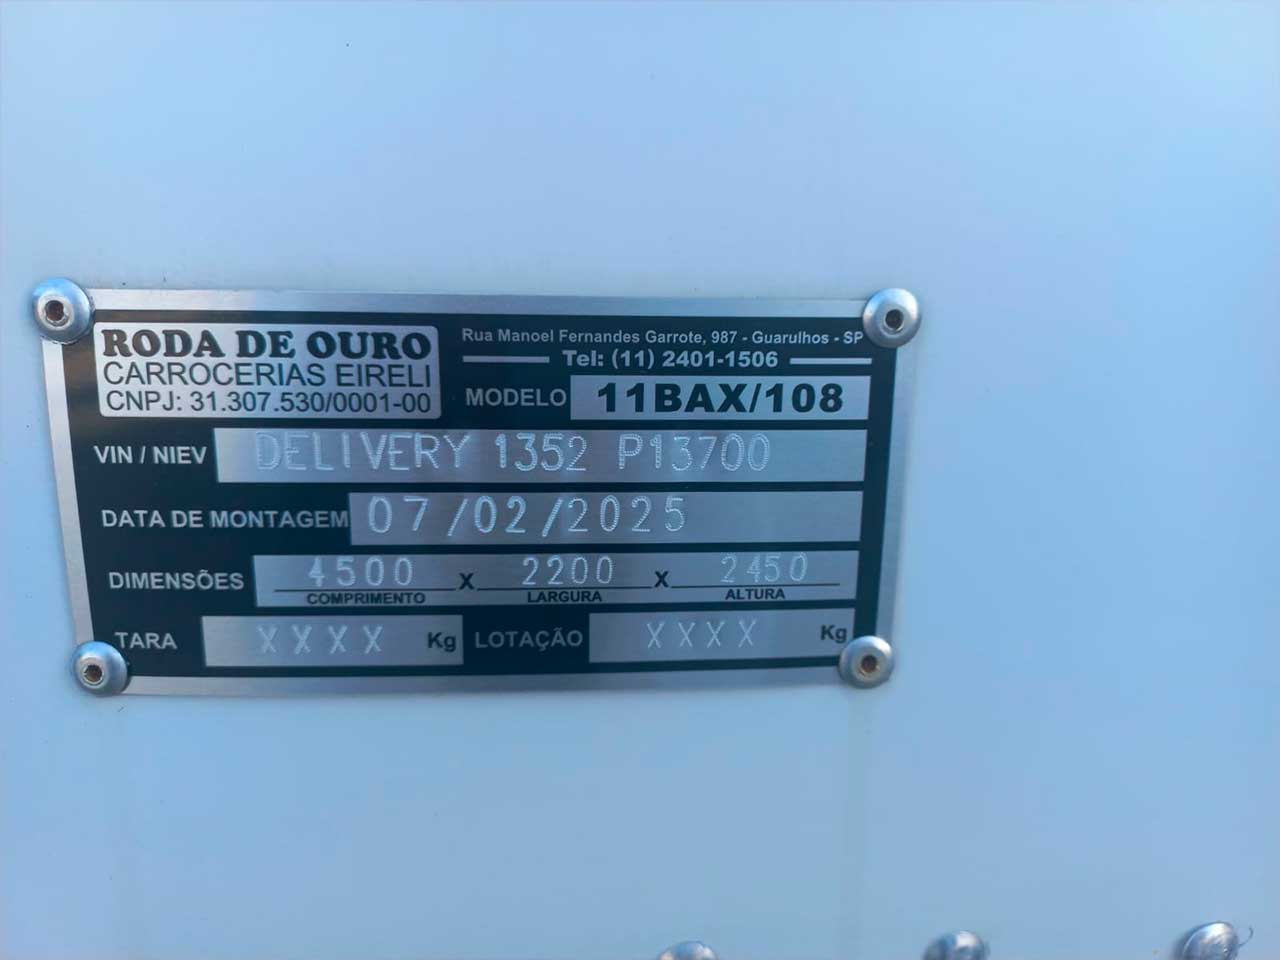 RODA DE OURO
CARROCERIAS EIRELI
CNPJ: 31.307.530/0001-00
Rua Manoel Fernandes Garrote, 987 - Guarulhos - SP
Tel: (11) 2401-1506
MODELO 11BAX/108
VIN / NIEV DELIVERY 1352 P13700
DATA DE MONTAGEM 07/02/2025
DIMENSÕES 4500 X 2200 X 2450
COMPRIMENTO LARGURA ALTURA
TARA XXXX Kg LOTAÇÃO XXXX Kg